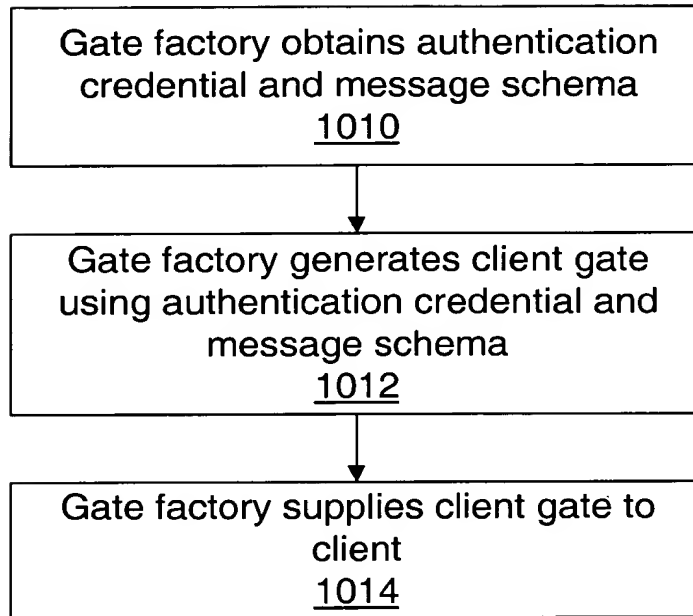 Gate factory obtains authentication
credential and message schema
1010
Gate factory generates client gate
using authentication credential and
message schema
1012
Gate factory supplies client gate to
client
1014